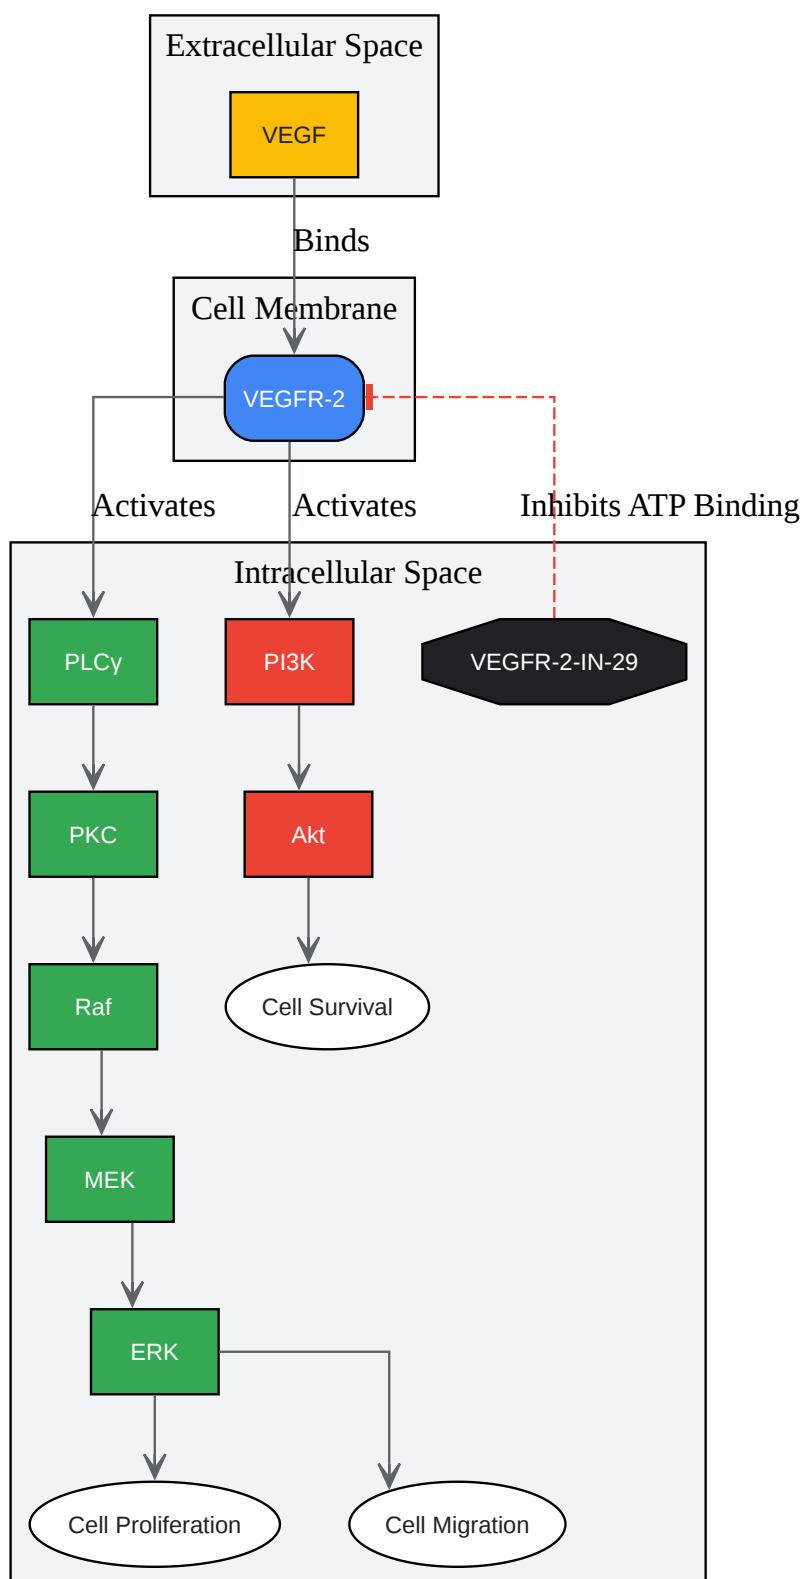 Extracellular Space
VEGF
Binds
Cell Membrane
VEGFR-2
Activates
Activates
Inhibits ATP Binding
Intracellular Space
PLCγ
PI3K
VEGFR-2-IN-29
PKC
Akt
Raf
Cell Survival
MEK
ERK
Cell Proliferation
Cell Migration